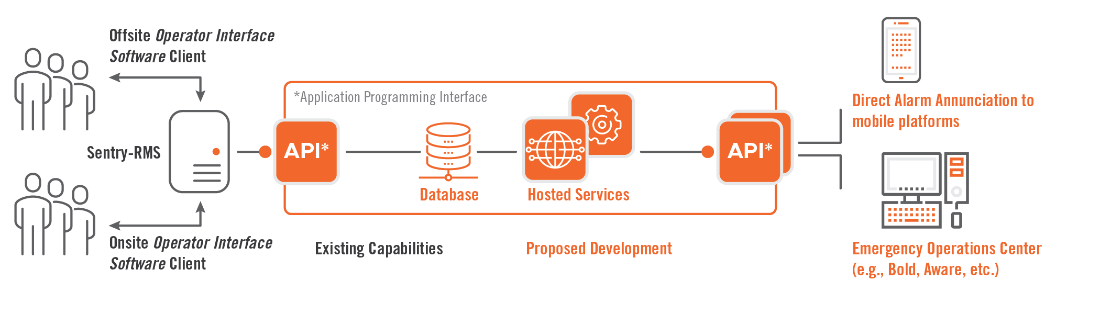 Offsite Operator Interface
Software Client
Sentry-RMS
Onsite Operator Interface
Software Client
*Application Programming Interface
API*
Database
Hosted Services
API*
Existing Capabilities
Proposed Development
Direct Alarm Annunciation to
mobile platforms
Emergency Operations Center
(e.g., Bold, Aware, etc.)